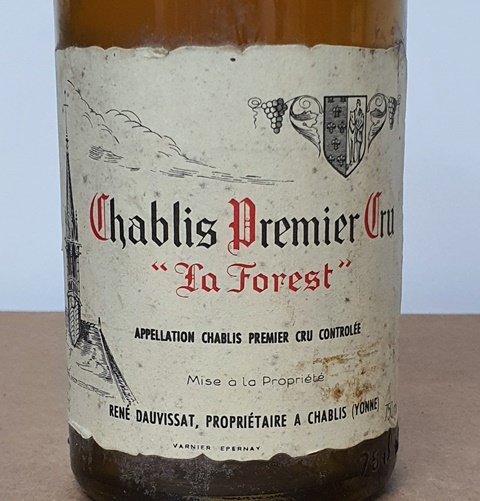 Chablis Premier Cru
"La Forest"
APPELLATION CHABLIS PREMIER CRU CONTROLÉE
Mise à la Propriété
RENÉ DAUVISSAT, PROPRIÉTAIRE A CHABLIS (YONNE)
VARNIER EPERNAY